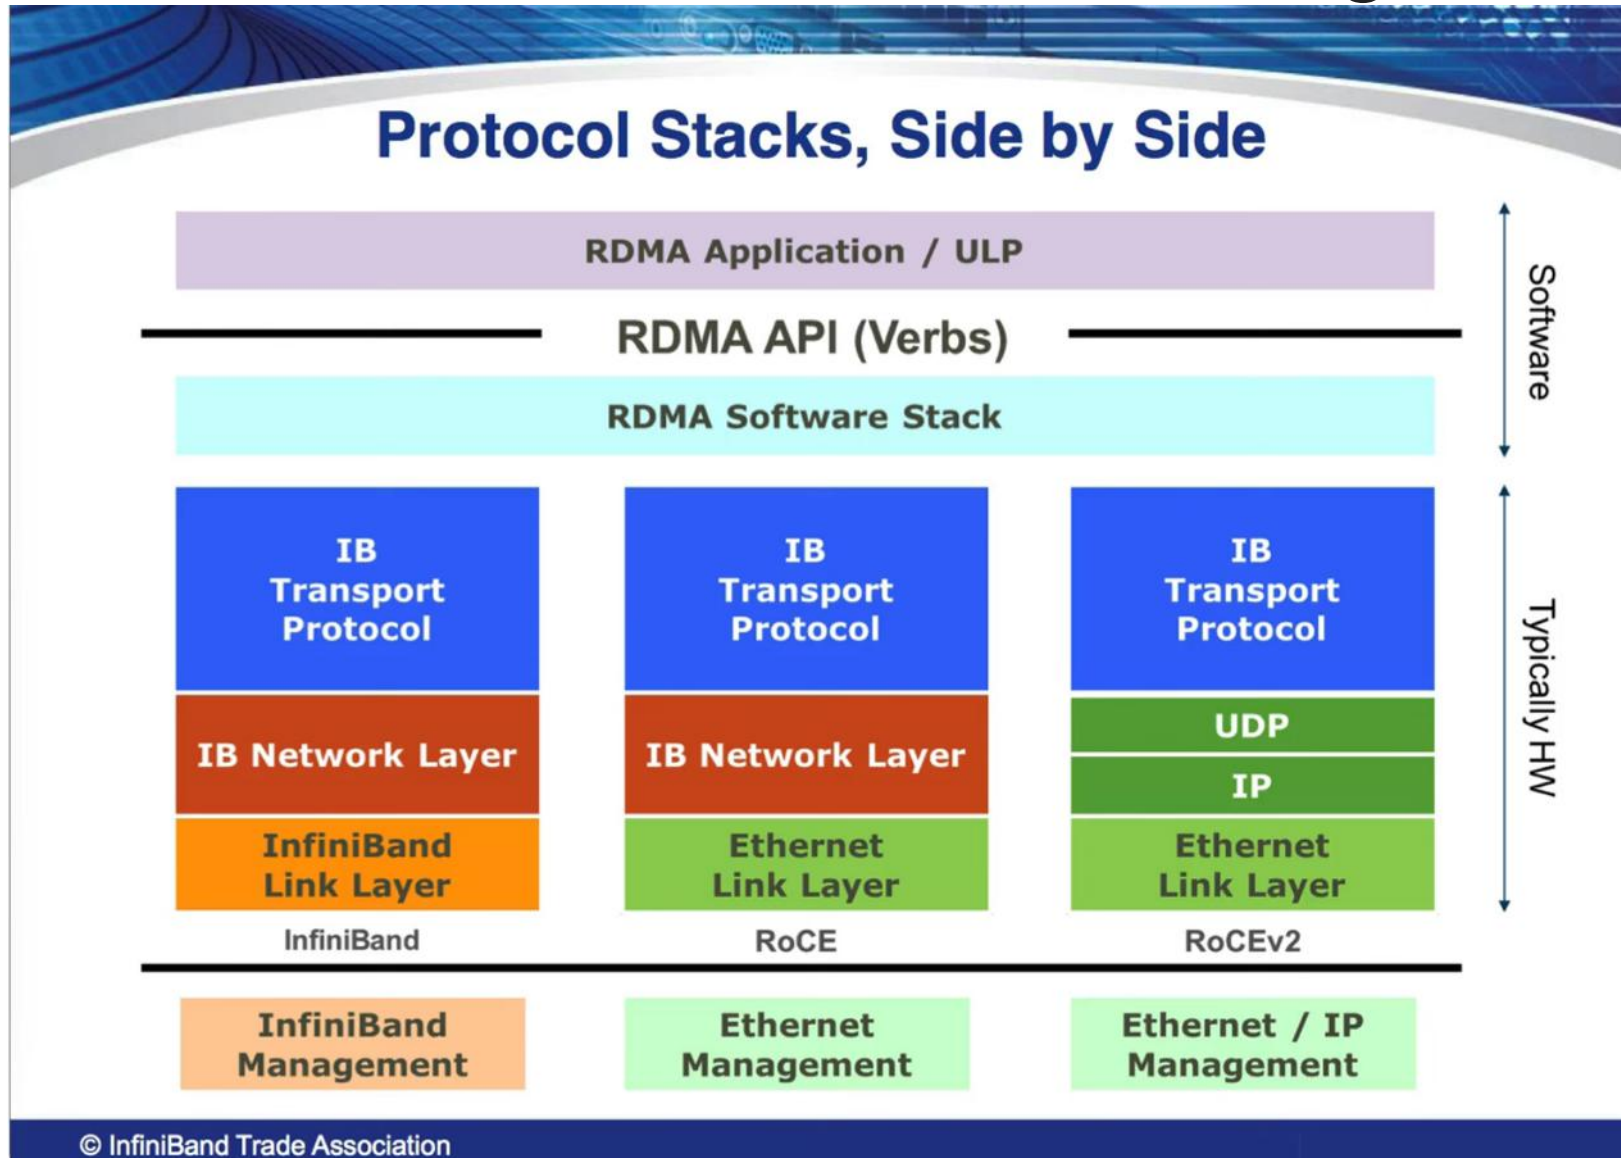 Protocol Stacks, Side by Side
RDMA Application / ULP
RDMA API (Verbs)
RDMA Software Stack
Software
IB
Transport
Protocol
IB
Transport
Protocol
IB
Transport
Protocol
IB Network Layer
IB Network Layer
UDP
IP
InfiniBand
Link Layer
Ethernet
Link Layer
Ethernet
Link Layer
Typically HW
InfiniBand
RoCE
RoCEv2
InfiniBand
Management
Ethernet
Management
Ethernet / IP
Management
© InfiniBand Trade Association